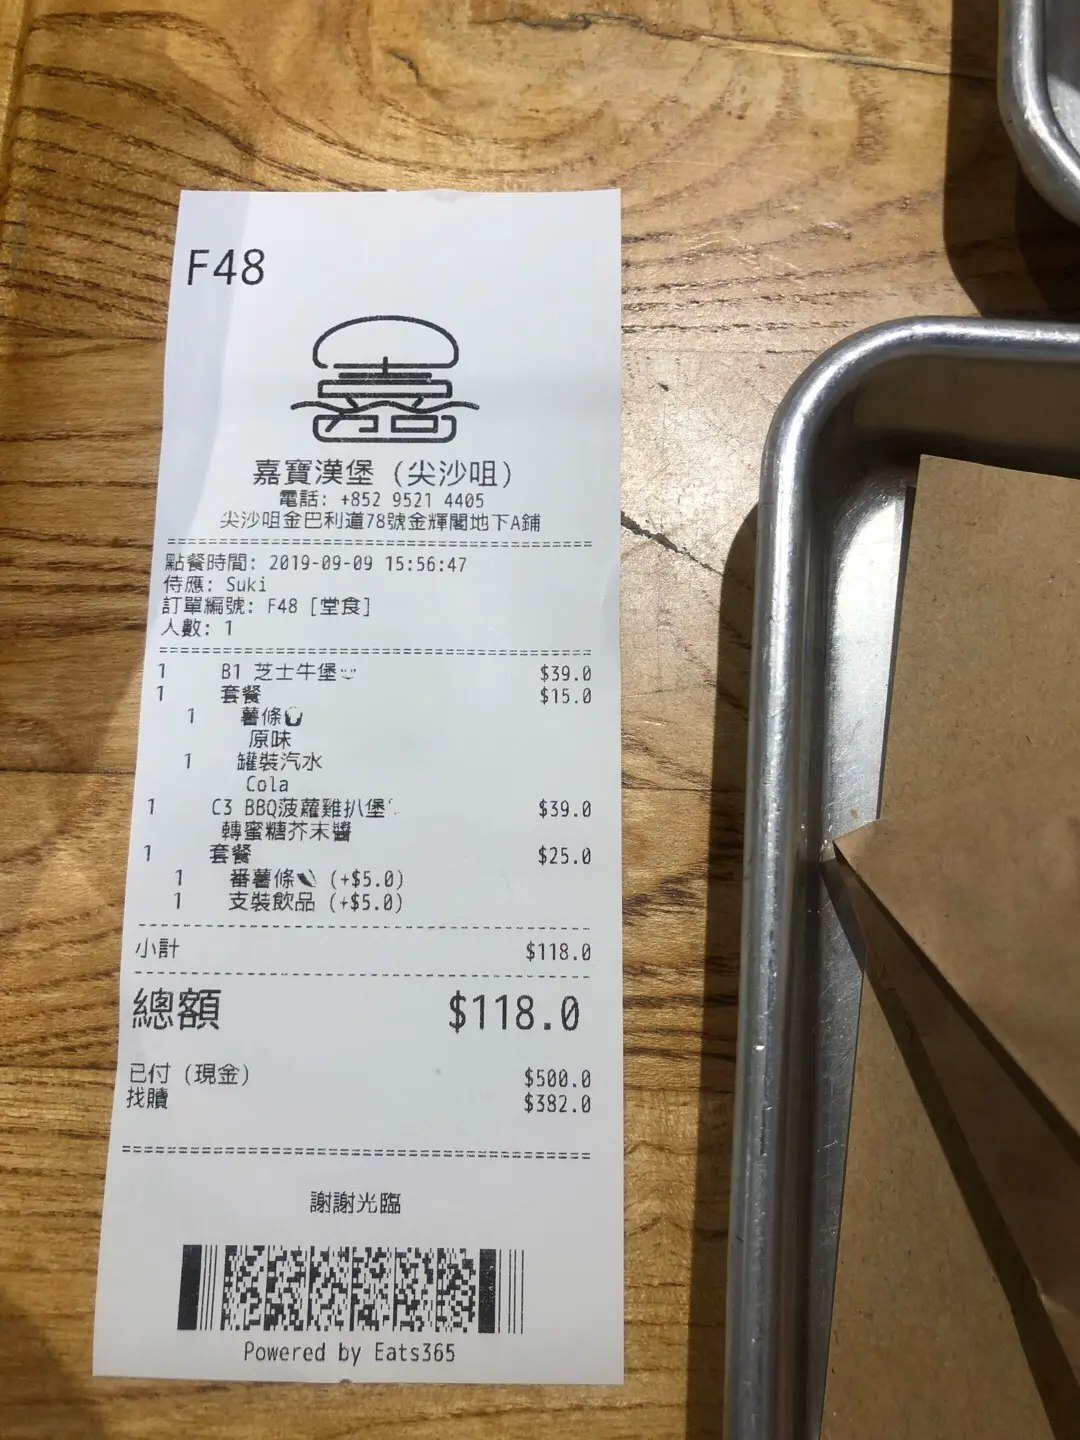 F48
嘉
嘉寶漢堡 (尖沙咀)
電話: +852 9521 4405
尖沙咀金巴利道78號金輝閣地下A鋪
點餐時間: 2019-09-09 15:56:47
侍應: Suki
訂單編號: F48 [堂食]
人數: 1
1 B1 芝士牛堡 $39.0
1 套餐 $15.0
1 薯條
原味
1 罐裝汽水
Cola
1 C3 BBQ菠蘿雞扒堡 $39.0
轉蜜糖芥末醬
1 套餐 $25.0
1 番薯條 (+$5.0)
1 支裝飲品 (+$5.0)
小計 $118.0
總額 $118.0
已付 (現金) $500.0
找贖 $382.0
謝謝光臨
Powered by Eats365